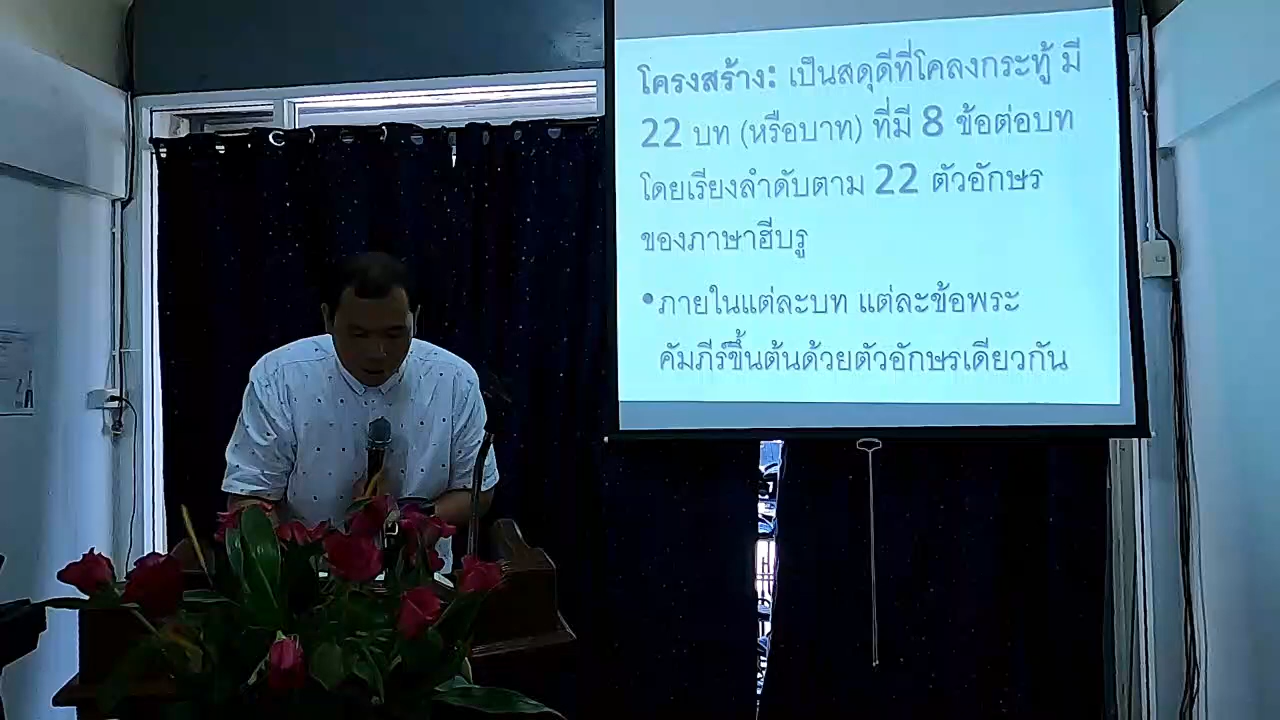 โครงสร้าง: เป็นสดุดีที่โคลงกระทู้ มี
22 บท (หรือบาท) ที่มี 8 ข้อต่อบท
โดยเรียงลำดับตาม 22 ตัวอักษร
ของภาษาฮีบรู
•ภายในแต่ละบท แต่ละข้อพระ
คัมภีร์ขึ้นต้นด้วยตัวอักษรเดียวกัน